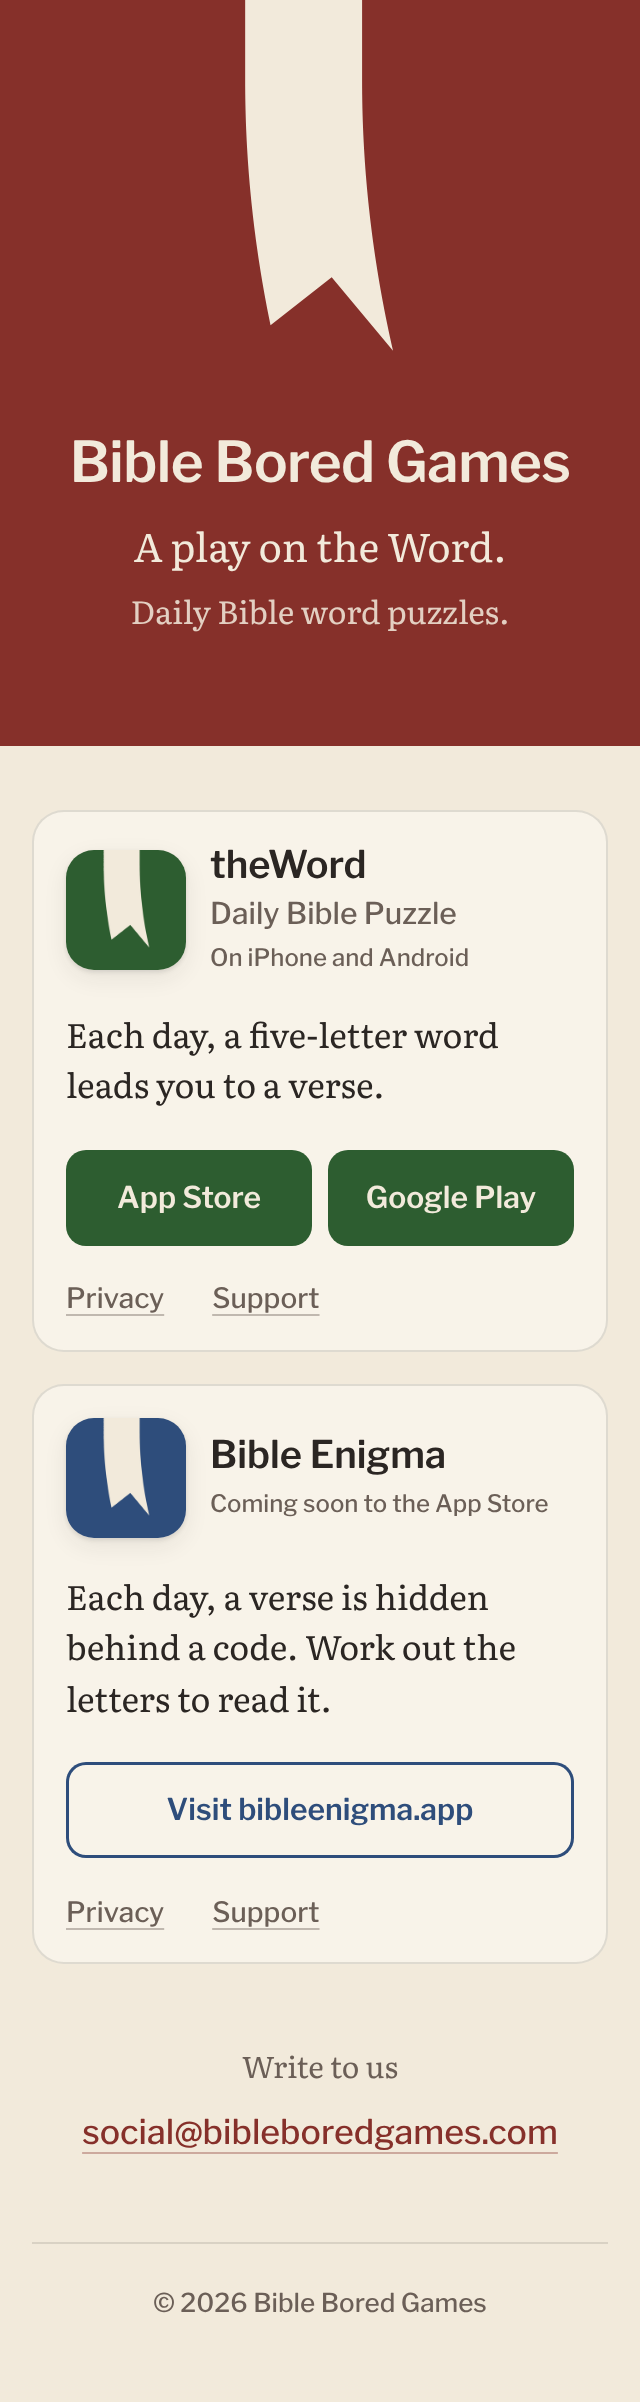 Bible Bored Games
A play on the Word.
Daily Bible word puzzles.
theWord
Daily Bible Puzzle
On iPhone and Android
Each day, a five-letter word
leads you to a verse.
App Store
Google Play
Privacy
Support
Bible Enigma
Coming soon to the App Store
Each day, a verse is hidden
behind a code. Work out the
letters to read it.
Visit bibleenigma.app
Privacy
Support
Write to us
social@bibleboredgames.com
© 2026 Bible Bored Games